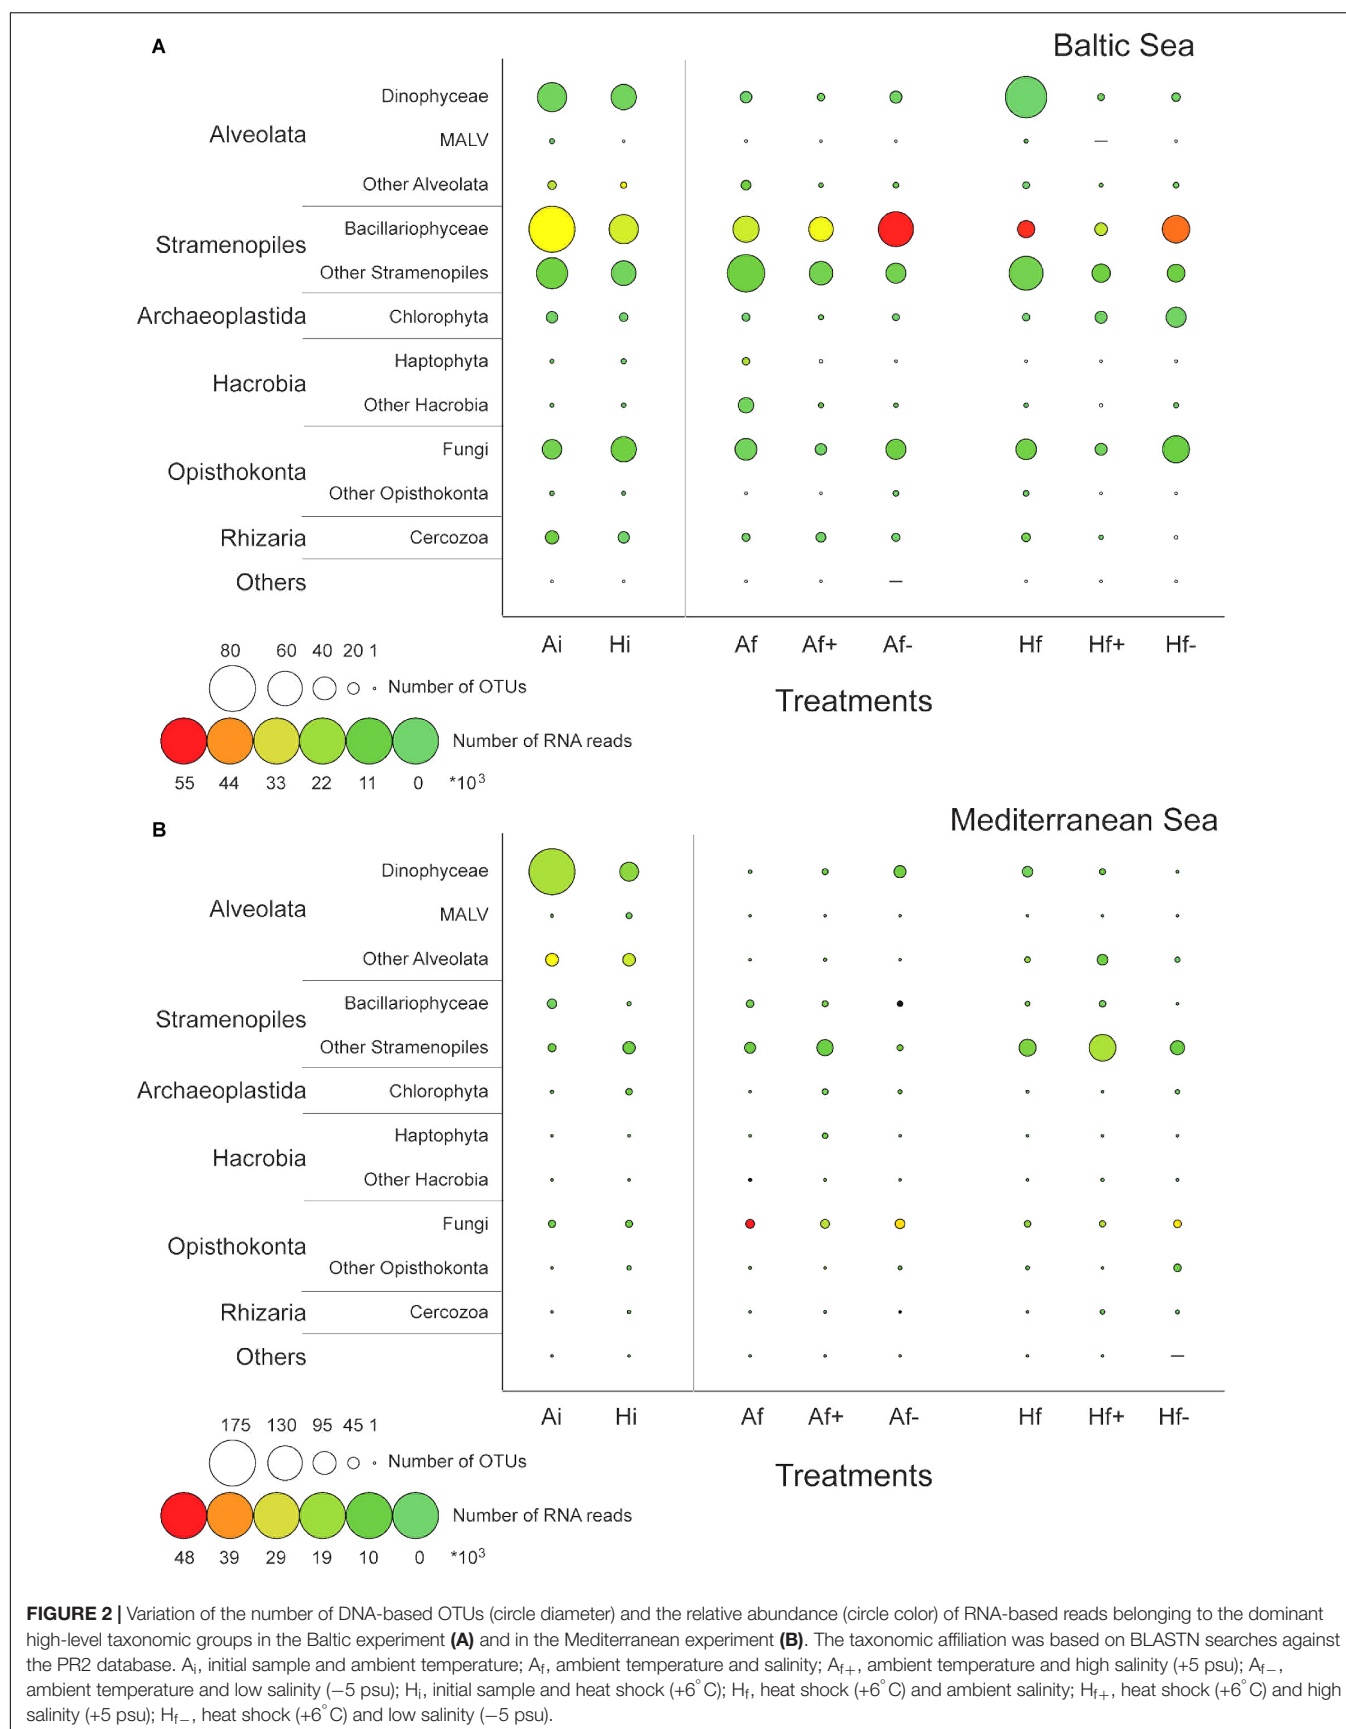 A
Baltic Sea
Dinophyceae
Alveolata
MALV
Other Alveolata
Bacillariophyceae
Stramenopiles
Other Stramenopiles
Archaeoplastida
Chlorophyta
Haptophyta
Hacrobia
Other Hacrobia
Fungi
Opisthokonta
Other Opisthokonta
Rhizaria
Cercozoa
Others
Ai Hi Af Af+ Af- Hf Hf+ Hf-
80 60 40 20 1
Number of OTUs
Treatments
Number of RNA reads
55 44 33 22 11 0 *10³
B
Mediterranean Sea
Dinophyceae
Alveolata
MALV
Other Alveolata
Bacillariophyceae
Stramenopiles
Other Stramenopiles
Archaeoplastida
Chlorophyta
Haptophyta
Hacrobia
Other Hacrobia
Fungi
Opisthokonta
Other Opisthokonta
Rhizaria
Cercozoa
Others
Ai Hi Af Af+ Af- Hf Hf+ Hf-
175 130 95 45 1
Number of OTUs
Treatments
Number of RNA reads
48 39 29 19 10 0 *10³
FIGURE 2 | Variation of the number of DNA-based OTUs (circle diameter) and the relative abundance (circle color) of RNA-based reads belonging to the dominant
high-level taxonomic groups in the Baltic experiment (A) and in the Mediterranean experiment (B). The taxonomic affiliation was based on BLASTN searches against
the PR2 database. Ai, initial sample and ambient temperature; Af, ambient temperature and salinity; Af+, ambient temperature and high salinity (+5 psu); Af−,
ambient temperature and low salinity (−5 psu); Hi, initial sample and heat shock (+6°C); Hf, heat shock (+6°C) and ambient salinity; Hf+, heat shock (+6°C) and high
salinity (+5 psu); Hf−, heat shock (+6°C) and low salinity (−5 psu).